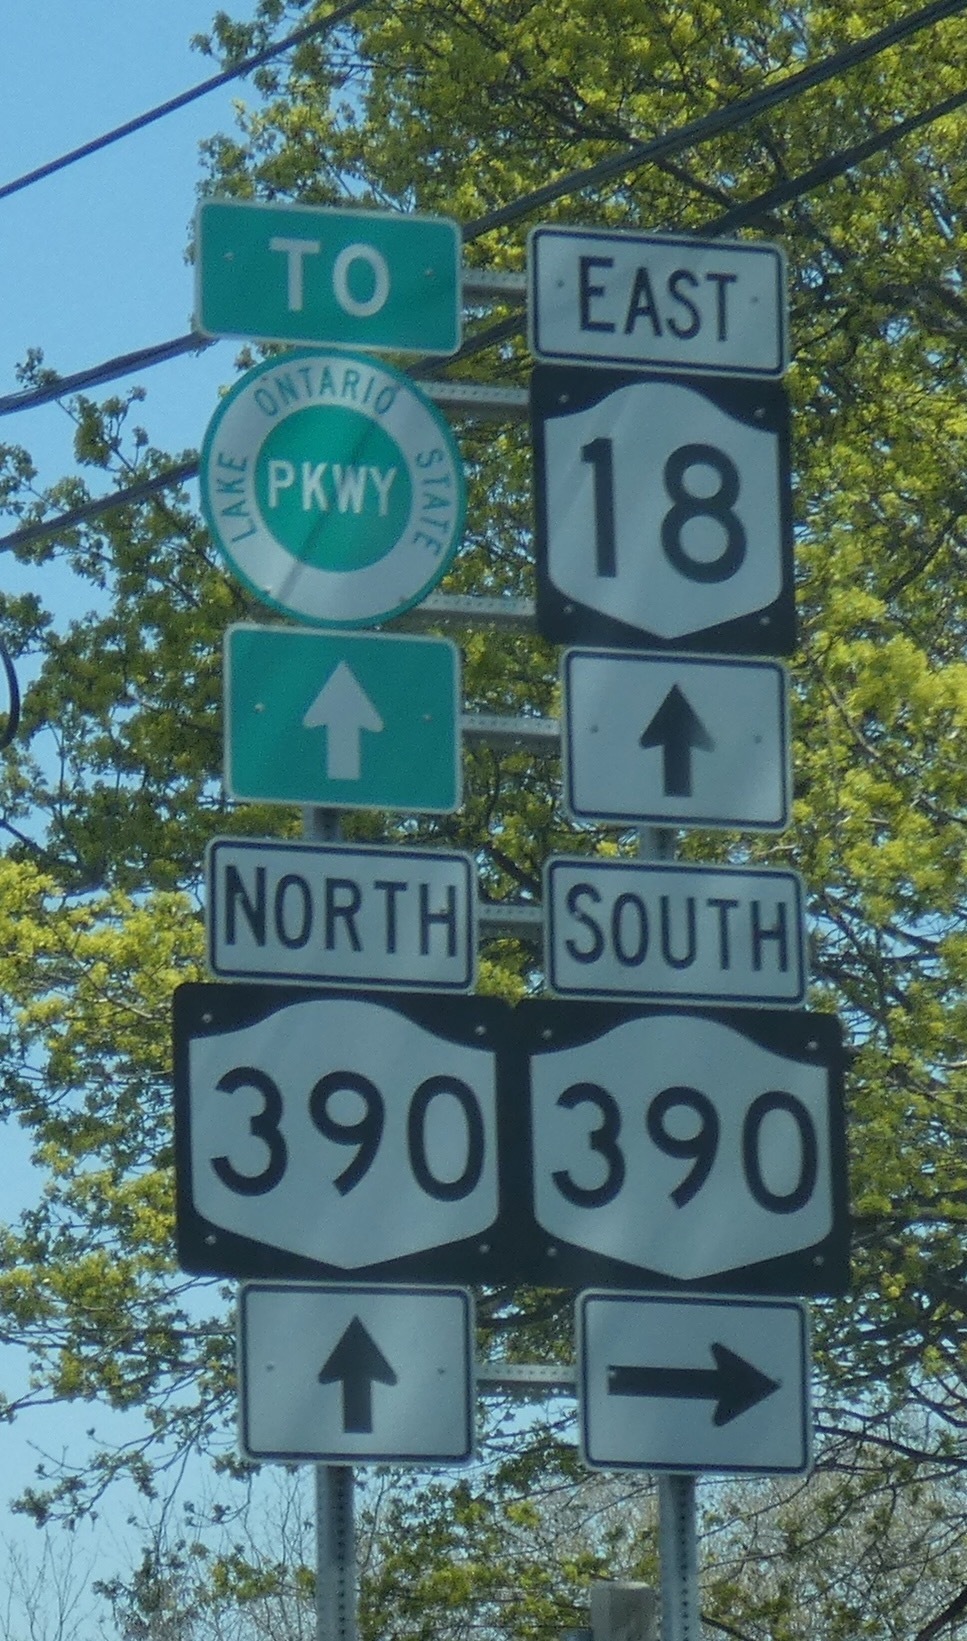 TO
LAKE ONTARIO STATE
PKWY
EAST
18
NORTH
390
SOUTH
390